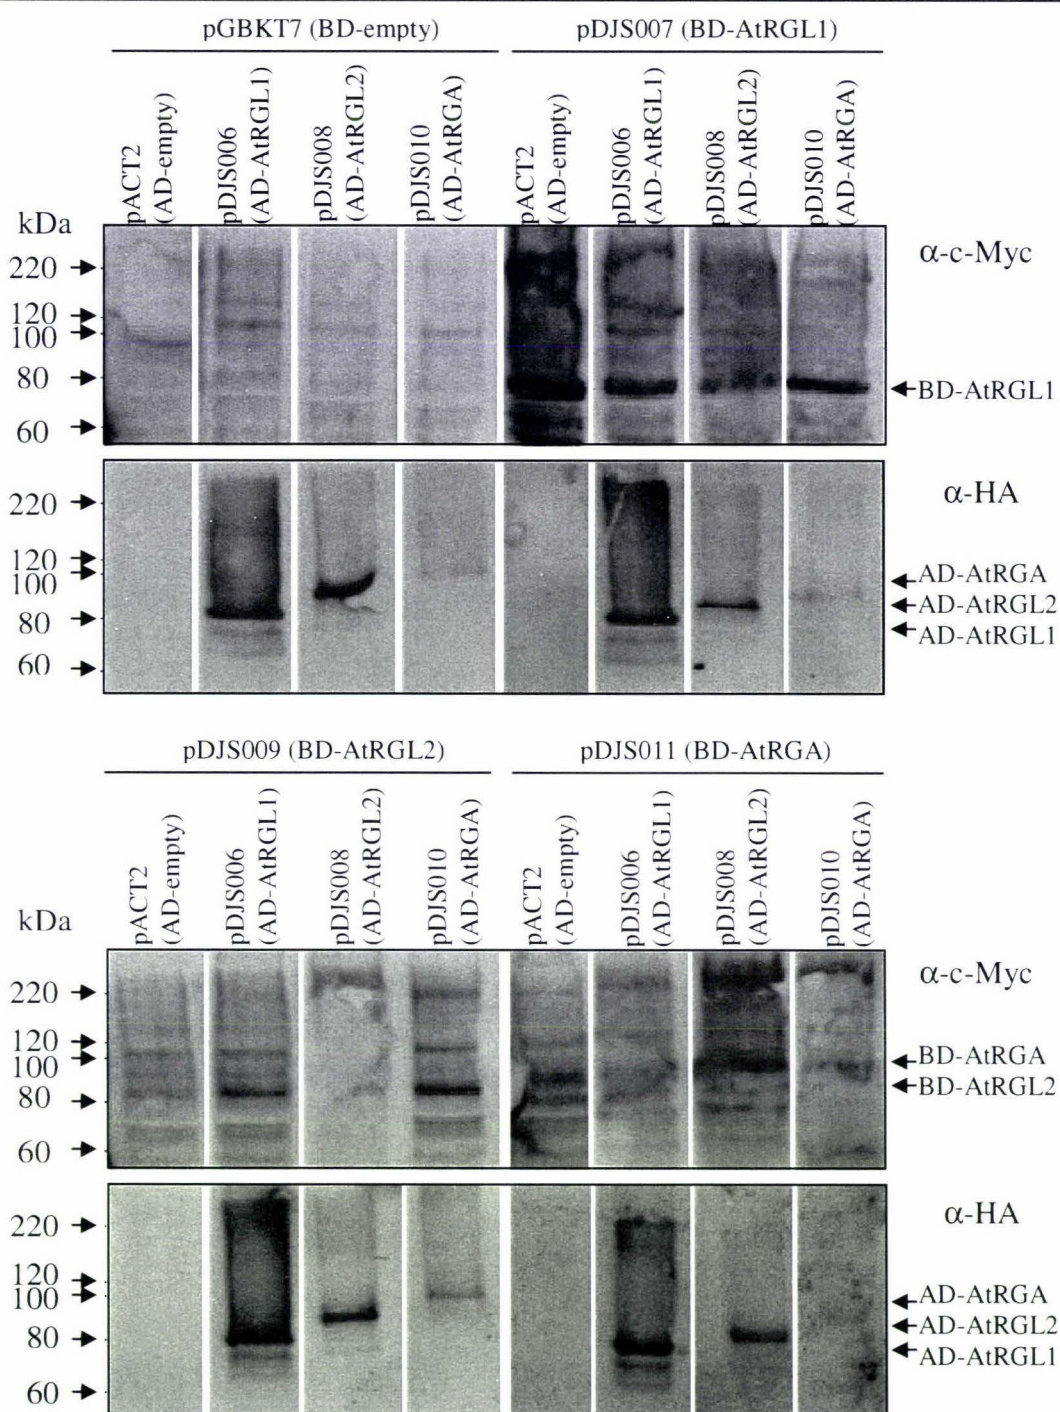 pGBKT7 (BD-empty)
pDJS007 (BD-AtRGL1)
pACT2
(AD-empty)
pDJS006
(AD-AtRGL1)
pDJS008
(AD-AtRGL2)
pDJS010
(AD-AtRGA)
pACT2
(AD-empty)
pDJS006
(AD-AtRGL1)
pDJS008
(AD-AtRGL2)
pDJS010
(AD-AtRGA)
kDa
220
120
100
80
60
α-c-Myc
BD-AtRGL1
220
120
100
80
60
α-HA
AD-AtRGA
AD-AtRGL2
AD-AtRGL1
pDJS009 (BD-AtRGL2)
pDJS011 (BD-AtRGA)
pACT2
(AD-empty)
pDJS006
(AD-AtRGL1)
pDJS008
(AD-AtRGL2)
pDJS010
(AD-AtRGA)
pACT2
(AD-empty)
pDJS006
(AD-AtRGL1)
pDJS008
(AD-AtRGL2)
pDJS010
(AD-AtRGA)
kDa
220
120
100
80
60
α-c-Myc
BD-AtRGA
BD-AtRGL2
220
120
100
80
60
α-HA
AD-AtRGA
AD-AtRGL2
AD-AtRGL1